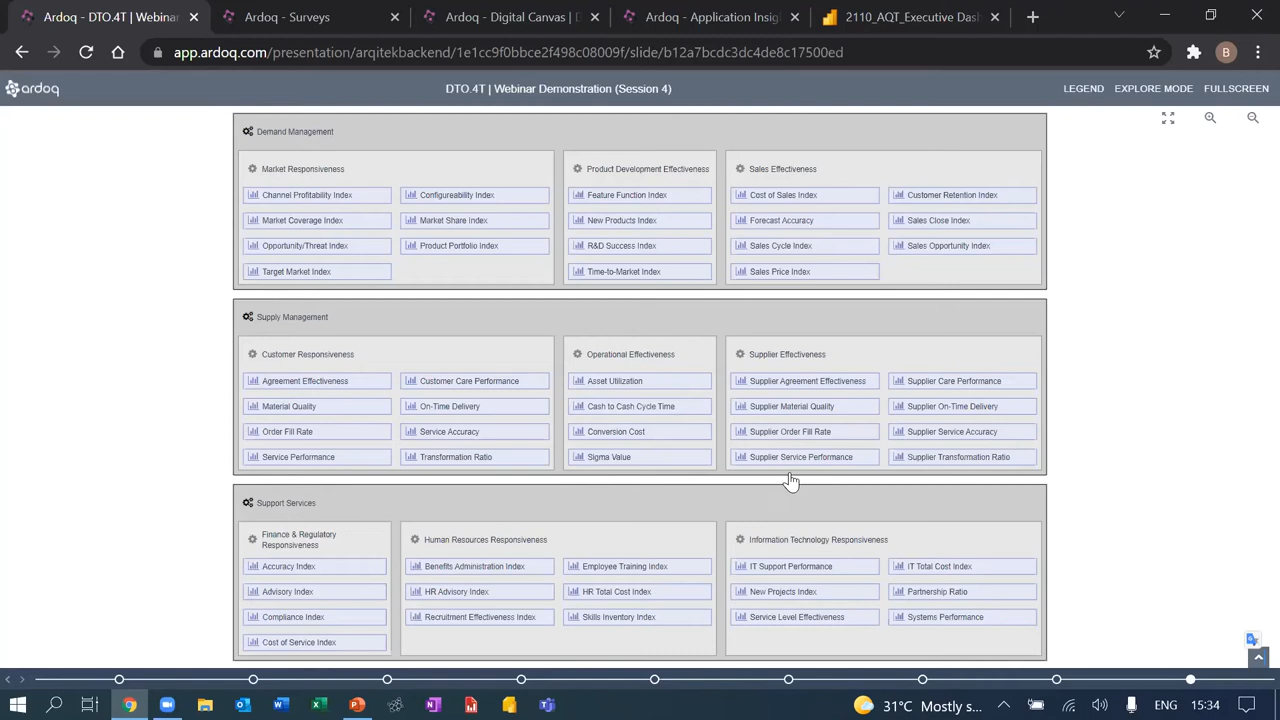 Ardoq - DTO.4T | Webinar
Ardoq - Surveys
Ardoq - Digital Canvas | D
Ardoq - Application Insig
2110_AQT_Executive Dash
app.ardoq.com/presentation/arqitekbackend/1e1c9f0bbce2f498c08009f/slide/b12a7bcdc3dc4de8c17500ed
B
ardoq
DTO.4T | Webinar Demonstration (Session 4)
LEGEND
EXPLORE MODE
FULLSCREEN
Demand Management
Market Responsiveness
Channel Profitability Index
Configureability Index
Market Coverage Index
Market Share Index
Opportunity/Threat Index
Product Portfolio Index
Target Market Index
Product Development Effectiveness
Feature Function Index
New Products Index
R&D Success Index
Time-to-Market Index
Sales Effectiveness
Cost of Sales Index
Customer Retention Index
Forecast Accuracy
Sales Close Index
Sales Cycle Index
Sales Opportunity Index
Sales Price Index
Supply Management
Customer Responsiveness
Agreement Effectiveness
Customer Care Performance
Material Quality
On-Time Delivery
Order Fill Rate
Service Accuracy
Service Performance
Transformation Ratio
Operational Effectiveness
Asset Utilization
Cash to Cash Cycle Time
Conversion Cost
Sigma Value
Supplier Effectiveness
Supplier Agreement Effectiveness
Supplier Care Performance
Supplier Material Quality
Supplier On-Time Delivery
Supplier Order Fill Rate
Supplier Service Accuracy
Supplier Service Performance
Supplier Transformation Ratio
Support Services
Finance & Regulatory
Responsiveness
Accuracy Index
Advisory Index
Compliance Index
Cost of Service Index
Human Resources Responsiveness
Benefits Administration Index
Employee Training Index
HR Advisory Index
HR Total Cost Index
Recruitment Effectiveness Index
Skills Inventory Index
Information Technology Responsiveness
IT Support Performance
IT Total Cost Index
New Projects Index
Partnership Ratio
Service Level Effectiveness
Systems Performance
31°C Mostly s...
ENG
15:34